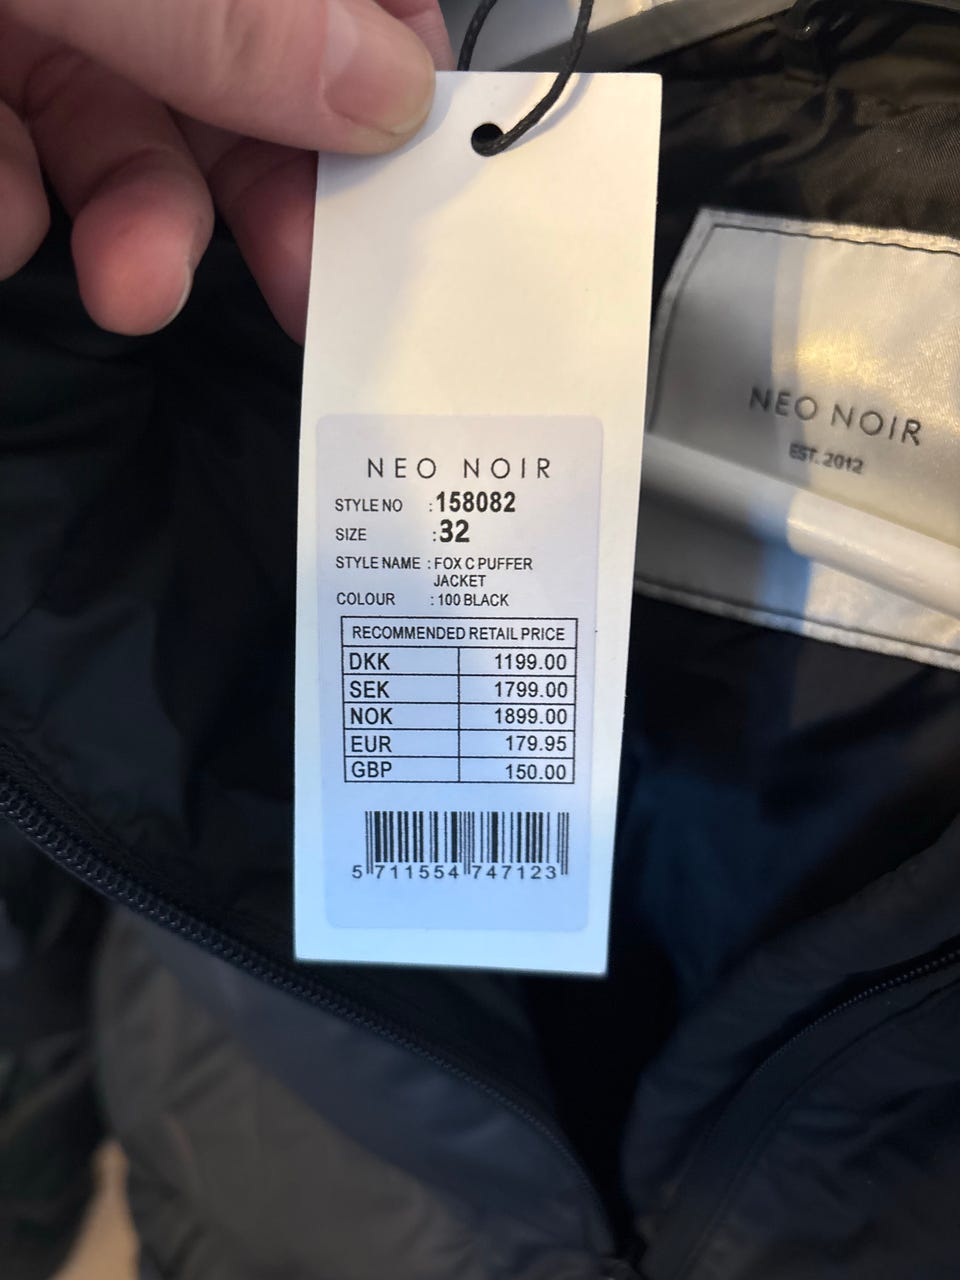 NEO NOIR
STYLE NO :158082
SIZE :32
STYLE NAME : FOX C PUFFER
JACKET
COLOUR : 100 BLACK
RECOMMENDED RETAIL PRICE
DKK 1199.00
SEK 1799.00
NOK 1899.00
EUR 179.95
GBP 150.00
5 711554 747123
NEO NOIR
EST. 2012